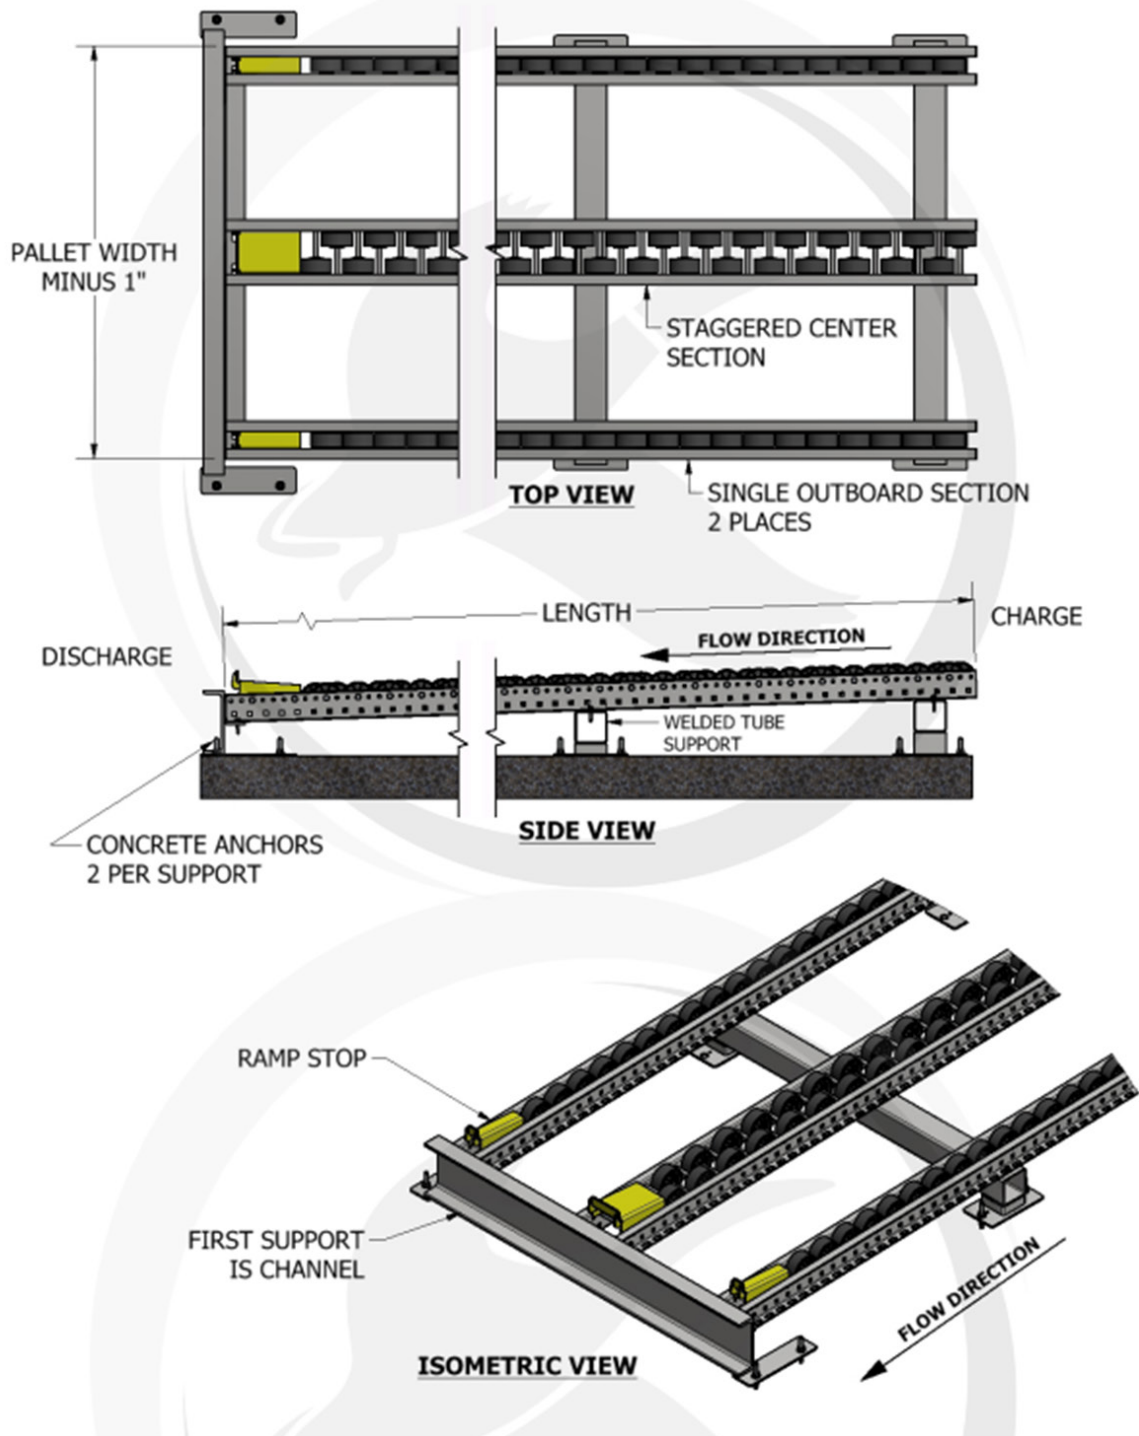 PALLET WIDTH
MINUS 1"
STAGGERED CENTER
SECTION
TOP VIEW
SINGLE OUTBOARD SECTION
2 PLACES
LENGTH
CHARGE
DISCHARGE
FLOW DIRECTION
WELDED TUBE
SUPPORT
SIDE VIEW
CONCRETE ANCHORS
2 PER SUPPORT
RAMP STOP
FIRST SUPPORT
IS CHANNEL
FLOW DIRECTION
ISOMETRIC VIEW